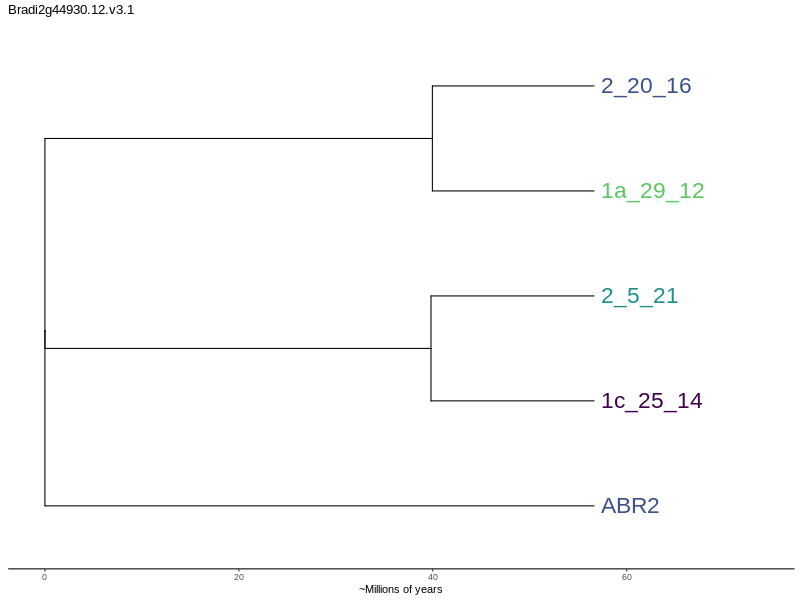 Bradi2g44930.12.v3.1
2_20_16
1a_29_12
2_5_21
1c_25_14
ABR2
0 20 40 60
~Millions of years